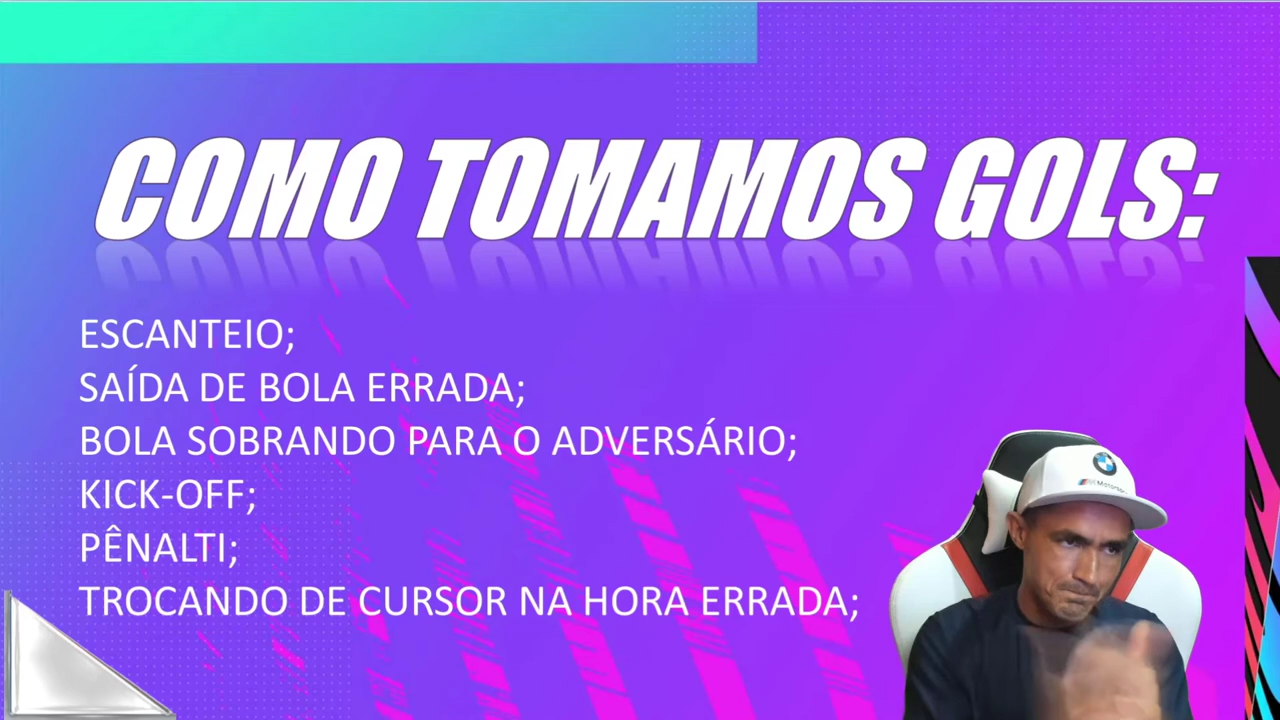 COMO TOMAMOS GOLS:
ESCANTEIO;
SAÍDA DE BOLA ERRADA;
BOLA SOBRANDO PARA O ADVERSÁRIO;
KICK-OFF;
PÊNALTI;
TROCANDO DE CURSOR NA HORA ERRADA;
BMW